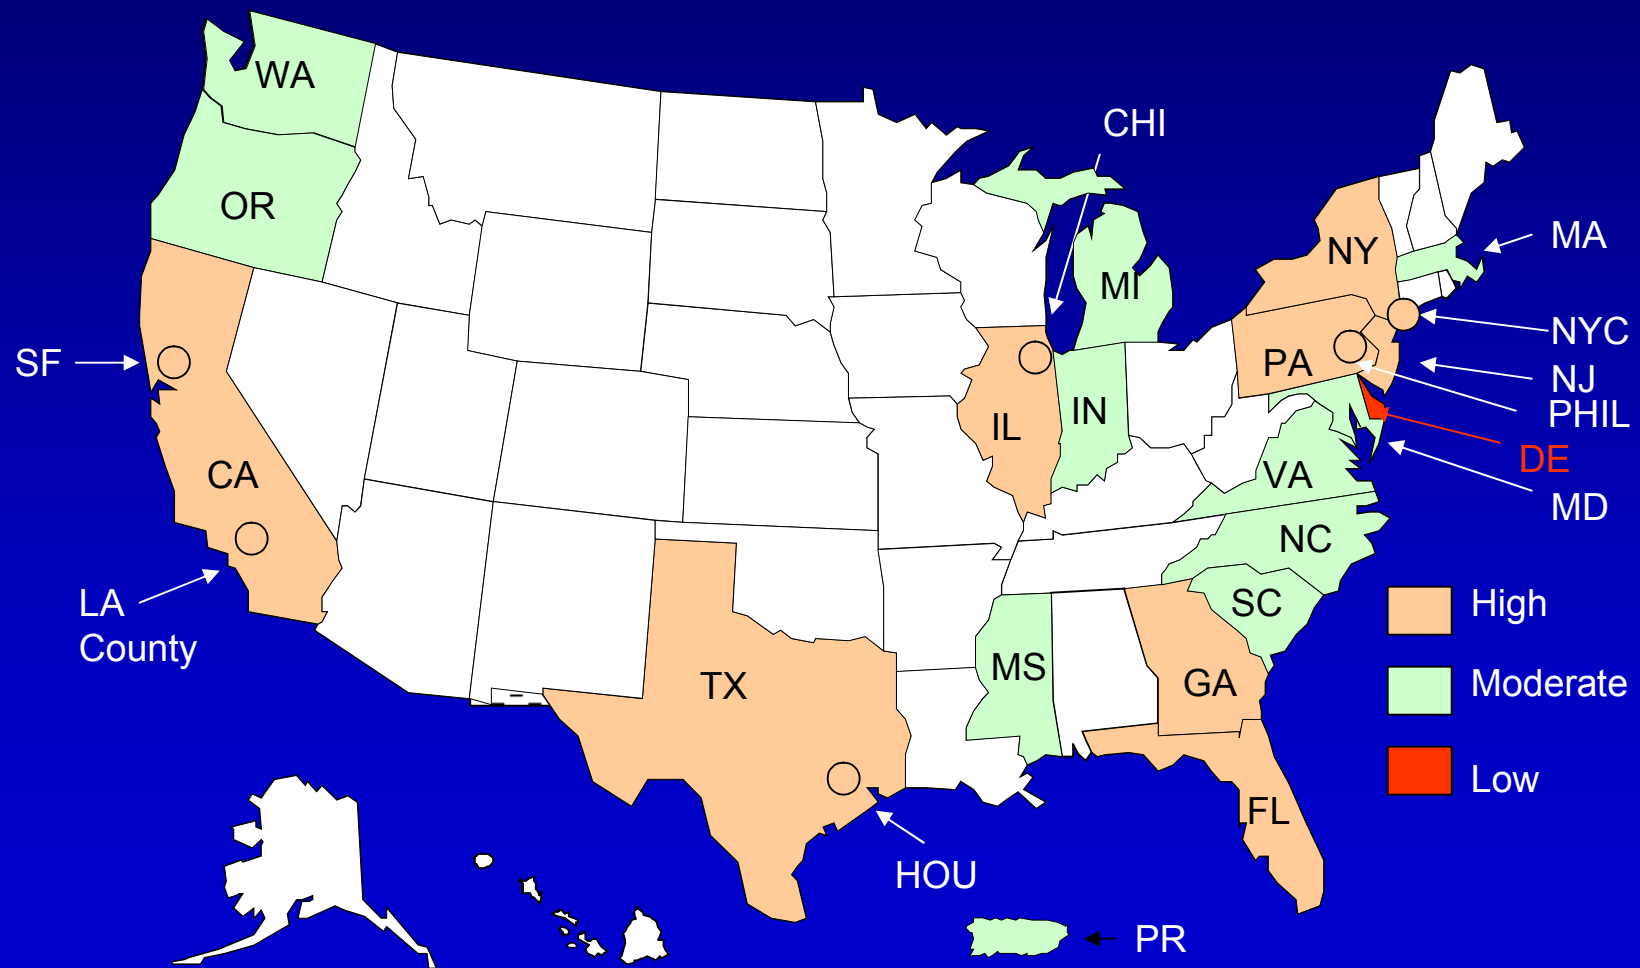 WA
CHI
OR
MA
NY
MI
NYC
SF
PA
NJ
PHIL
IL
IN
DE
CA
VA
MD
NC
LA
County
SC
High
MS
TX
GA
Moderate
Low
FL
HOU
PR